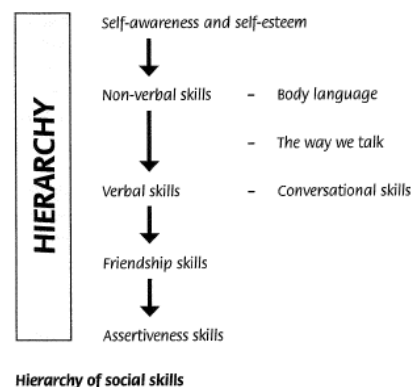 Self-awareness and self-esteem
HIERARCHY
Non-verbal skills – Body language
– The way we talk
Verbal skills – Conversational skills
Friendship skills
Assertiveness skills
Hierarchy of social skills